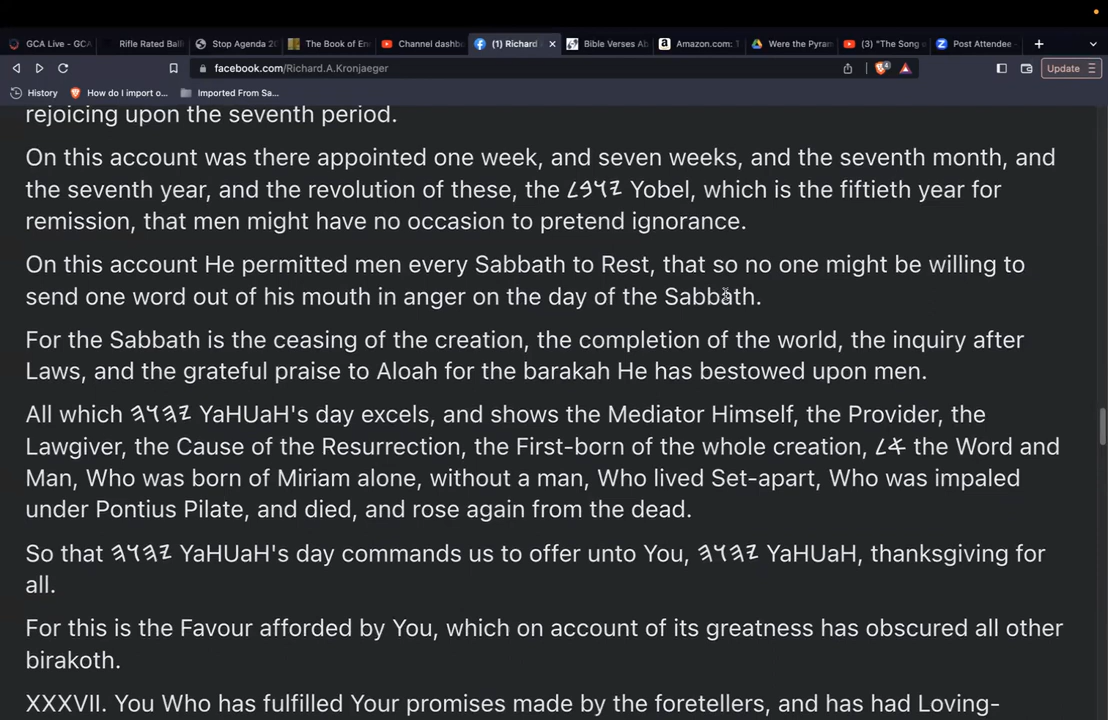 GCA Live - GC
Rifle Rated Ball
Stop Agenda 20
The Book of En
Channel dashbo
(1) Richard
Bible Verses Ab
Amazon.com: T
Were the Pyram
(3) "The Song o
Post Attendee -
facebook.com/Richard.A.Kronjaeger
4
Update
History
How do I import o...
Imported From Sa...
rejoicing upon the seventh period.
On this account was there appointed one week, and seven weeks, and the seventh month, and
the seventh year, and the revolution of these, the 𐤉𐤅𐤁𐤋 Yobel, which is the fiftieth year for
remission, that men might have no occasion to pretend ignorance.
On this account He permitted men every Sabbath to Rest, that so no one might be willing to
send one word out of his mouth in anger on the day of the Sabbath.
For the Sabbath is the ceasing of the creation, the completion of the world, the inquiry after
Laws, and the grateful praise to Aloah for the barakah He has bestowed upon men.
All which 𐤉𐤄𐤅𐤄 YaHUaH's day excels, and shows the Mediator Himself, the Provider, the
Lawgiver, the Cause of the Resurrection, the First-born of the whole creation, 𐤀𐤋 the Word and
Man, Who was born of Miriam alone, without a man, Who lived Set-apart, Who was impaled
under Pontius Pilate, and died, and rose again from the dead.
So that 𐤉𐤄𐤅𐤄 YaHUaH's day commands us to offer unto You, 𐤉𐤄𐤅𐤄 YaHUaH, thanksgiving for
all.
For this is the Favour afforded by You, which on account of its greatness has obscured all other
birakoth.
XXXVII. You Who has fulfilled Your promises made by the foretellers, and has had Loving-